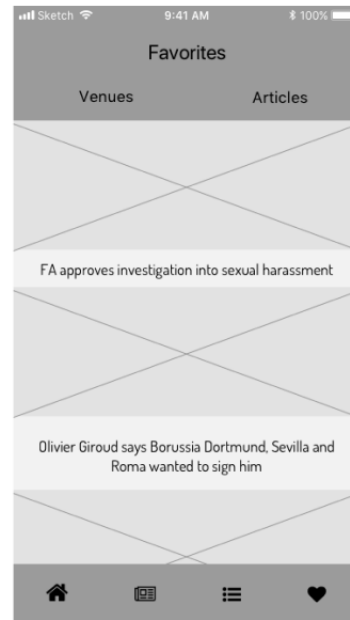 Sketch 9:41 AM 100%
Favorites
Venues Articles
FA approves investigation into sexual harassment
Olivier Giroud says Borussia Dortmund, Sevilla and
Roma wanted to sign him